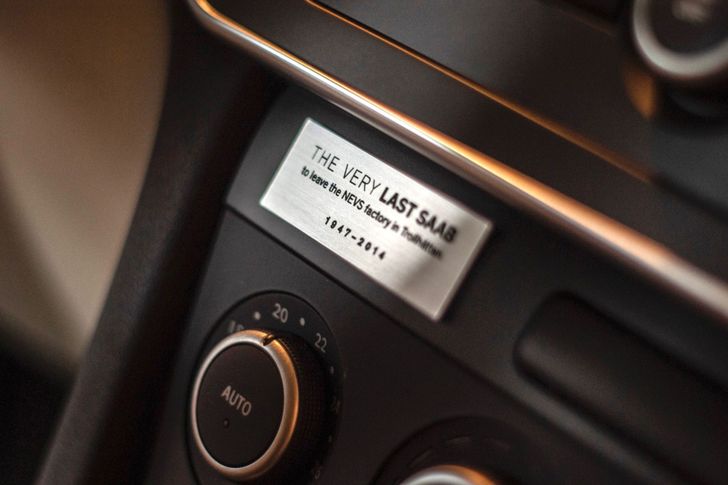 THE VERY LAST SAAB
to leave the NEVS factory in Trollhättan.
1947-2014
20
22
AUTO